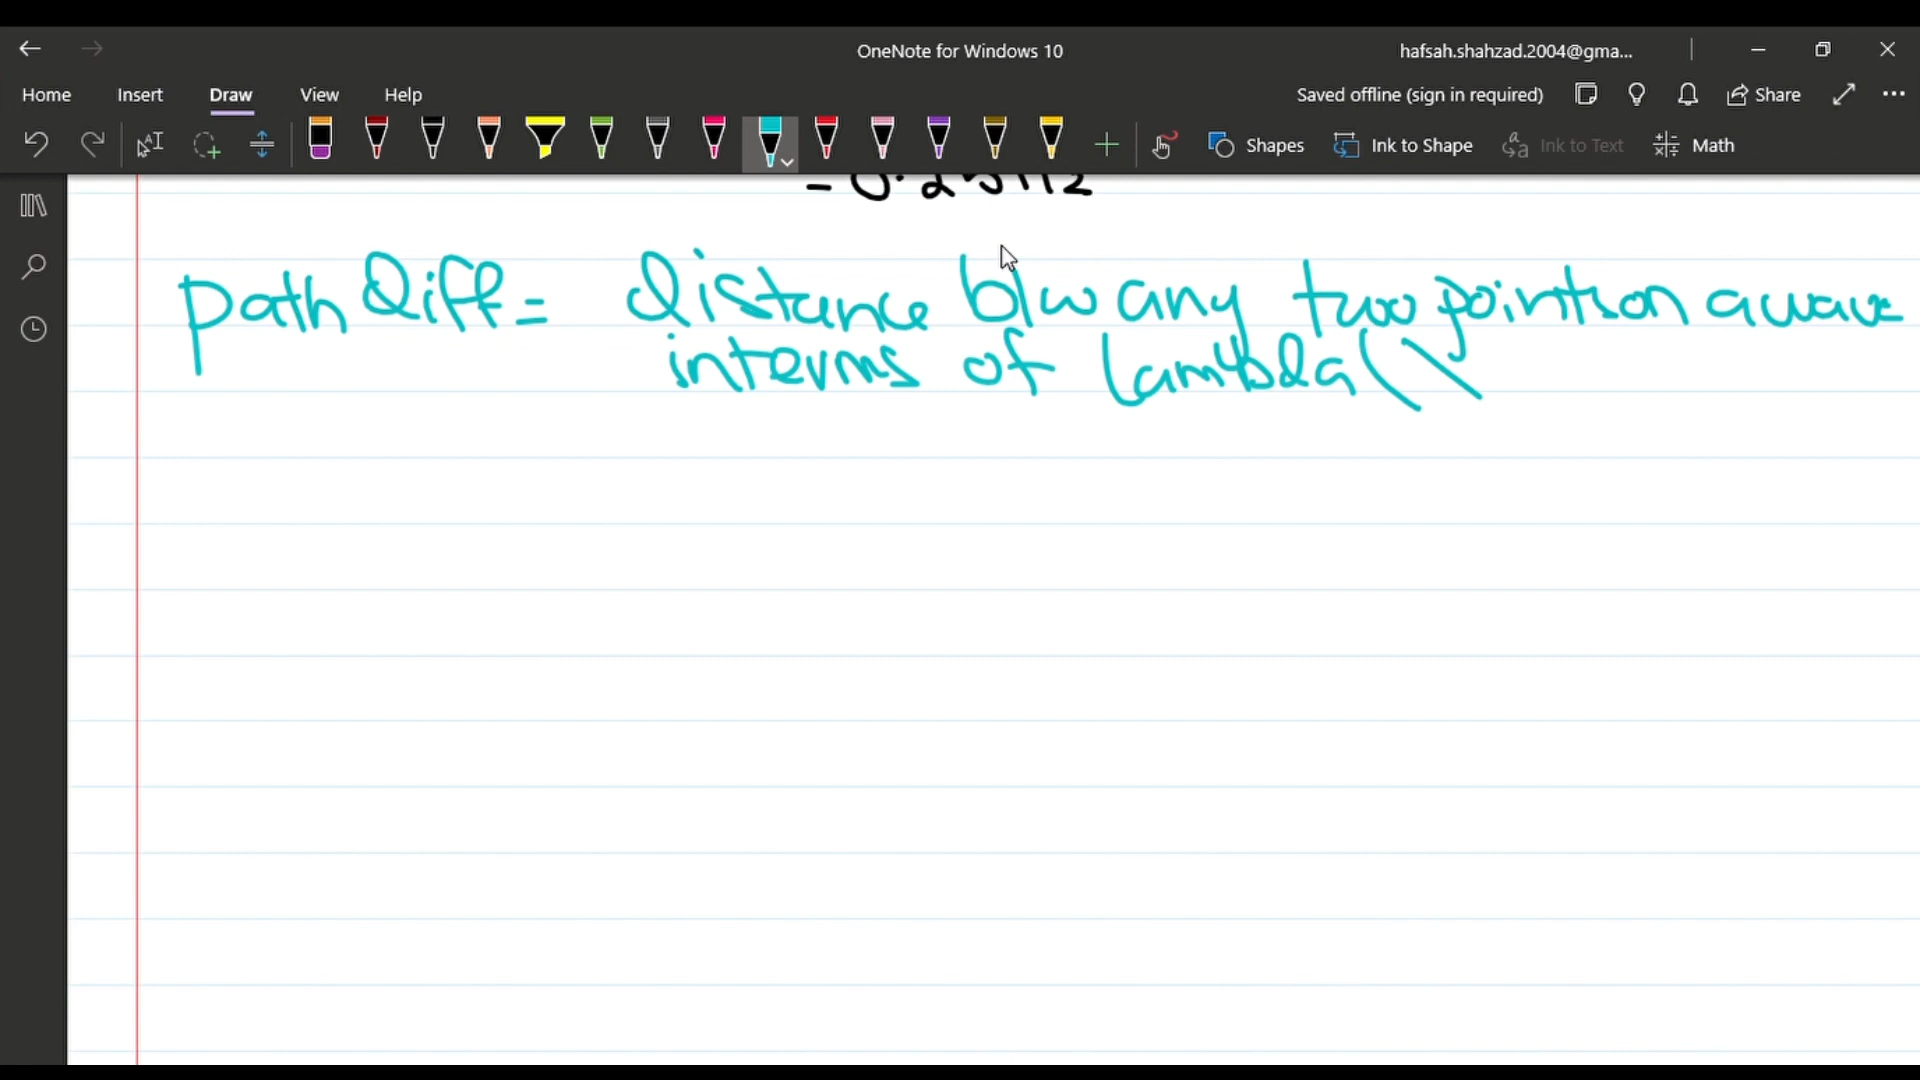 OneNote for Windows 10
hafsah.shahzad.2004@gma...
Home Insert Draw View Help
Saved offline (sign in required) Share
Shapes Ink to Shape Ink to Text Math
path diff = distance b/w any two points on a wave
in terms of lambda (